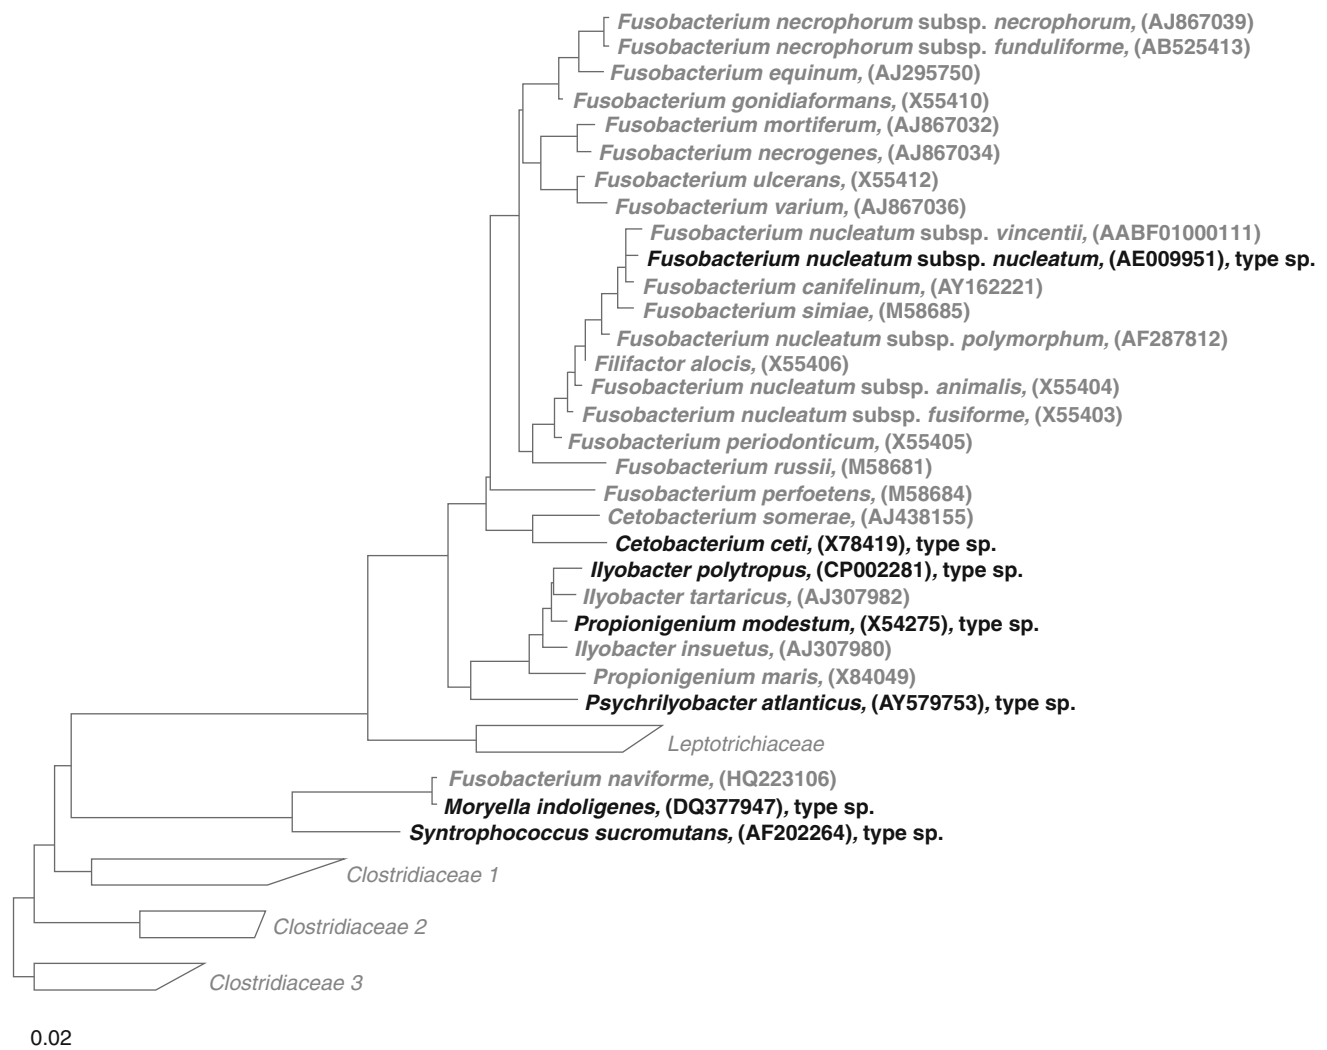 Fusobacterium necrophorum subsp. necrophorum, (AJ867039)
Fusobacterium necrophorum subsp. funduliforme, (AB525413)
Fusobacterium equinum, (AJ295750)
Fusobacterium gonidiaformans, (X55410)
Fusobacterium mortiferum, (AJ867032)
Fusobacterium necrogenes, (AJ867034)
Fusobacterium ulcerans, (X55412)
Fusobacterium varium, (AJ867036)
Fusobacterium nucleatum subsp. vincentii, (AABF01000111)
Fusobacterium nucleatum subsp. nucleatum, (AE009951), type sp.
Fusobacterium canifelinum, (AY162221)
Fusobacterium simiae, (M58685)
Fusobacterium nucleatum subsp. polymorphum, (AF287812)
Filifactor alocis, (X55406)
Fusobacterium nucleatum subsp. animalis, (X55404)
Fusobacterium nucleatum subsp. fusiforme, (X55403)
Fusobacterium periodonticum, (X55405)
Fusobacterium russii, (M58681)
Fusobacterium perfoetens, (M58684)
Cetobacterium somerae, (AJ438155)
Cetobacterium ceti, (X78419), type sp.
Ilyobacter polytropus, (CP002281), type sp.
Ilyobacter tartaricus, (AJ307982)
Propionigenium modestum, (X54275), type sp.
Ilyobacter insuetus, (AJ307980)
Propionigenium maris, (X84049)
Psychrilyobacter atlanticus, (AY579753), type sp.
Leptotrichiaceae
Fusobacterium naviforme, (HQ223106)
Moryella indoligenes, (DQ377947), type sp.
Syntrophococcus sucromutans, (AF202264), type sp.
Clostridiaceae 1
Clostridiaceae 2
Clostridiaceae 3
0.02